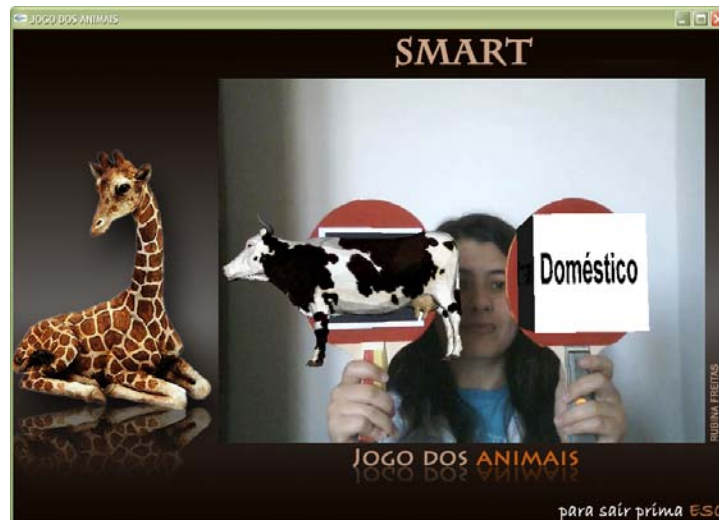 JOGO DOS ANIMAIS
SMART
Doméstico
RUBINA FREITAS
JOGO DOS ANIMAIS
para sair prima ESC